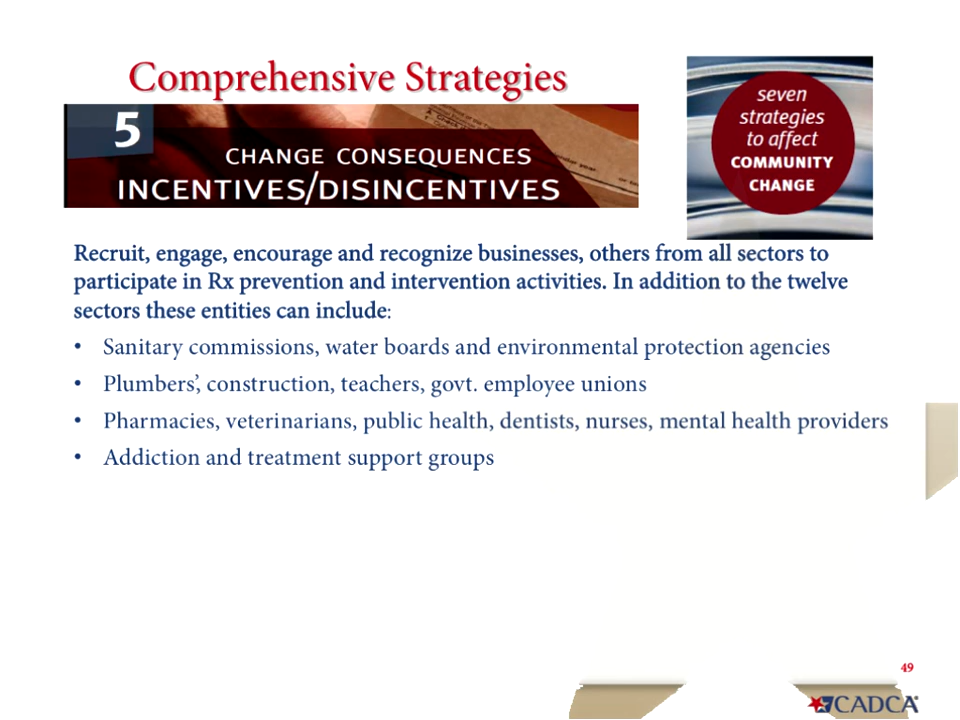 Comprehensive Strategies
5
CHANGE CONSEQUENCES
INCENTIVES/DISINCENTIVES
seven
strategies
to affect
COMMUNITY
CHANGE
Recruit, engage, encourage and recognize businesses, others from all sectors to
participate in Rx prevention and intervention activities. In addition to the twelve
sectors these entities can include:
• Sanitary commissions, water boards and environmental protection agencies
• Plumbers’, construction, teachers, govt. employee unions
• Pharmacies, veterinarians, public health, dentists, nurses, mental health providers
• Addiction and treatment support groups
49
CADCA®